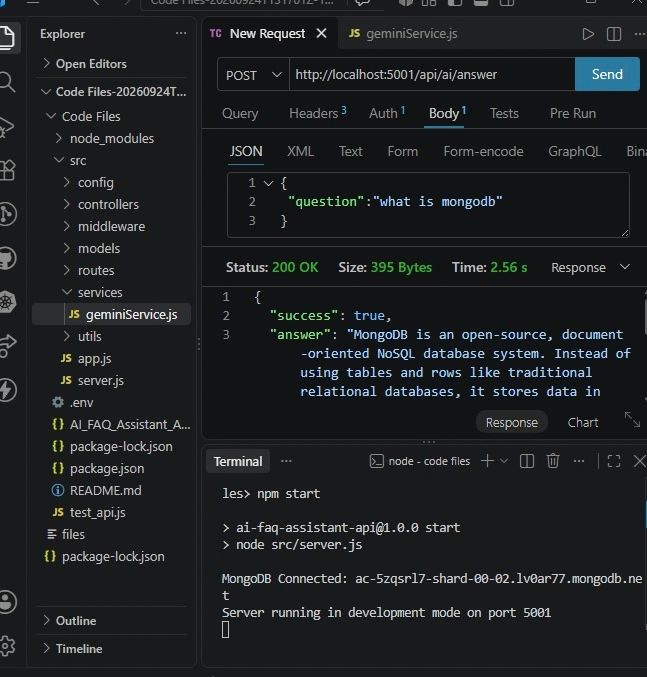 Code Files-20260924T131701Z-1...
Explorer
Open Editors
Code Files-20260924T...
Code Files
node_modules
src
config
controllers
middleware
models
routes
services
JS geminiService.js
utils
JS app.js
JS server.js
.env
{} AI_FAQ_Assistant_A...
{} package-lock.json
{} package.json
README.md
JS test_api.js
files
{} package-lock.json
Outline
Timeline
TC New Request
JS geminiService.js
POST http://localhost:5001/api/ai/answer Send
Query Headers 3 Auth 1 Body 1 Tests Pre Run
JSON XML Text Form Form-encode GraphQL Bin
1 {
2 "question":"what is mongodb"
3 }
Status: 200 OK Size: 395 Bytes Time: 2.56 s Response
1 {
2 "success": true,
3 "answer": "MongoDB is an open-source, document
-oriented NoSQL database system. Instead of
using tables and rows like traditional
relational databases, it stores data in
Response Chart
Terminal ... node - code files
les> npm start
> ai-faq-assistant-api@1.0.0 start
> node src/server.js
MongoDB Connected: ac-5zqsrl7-shard-00-02.lv0ar77.mongodb.ne
t
Server running in development mode on port 5001